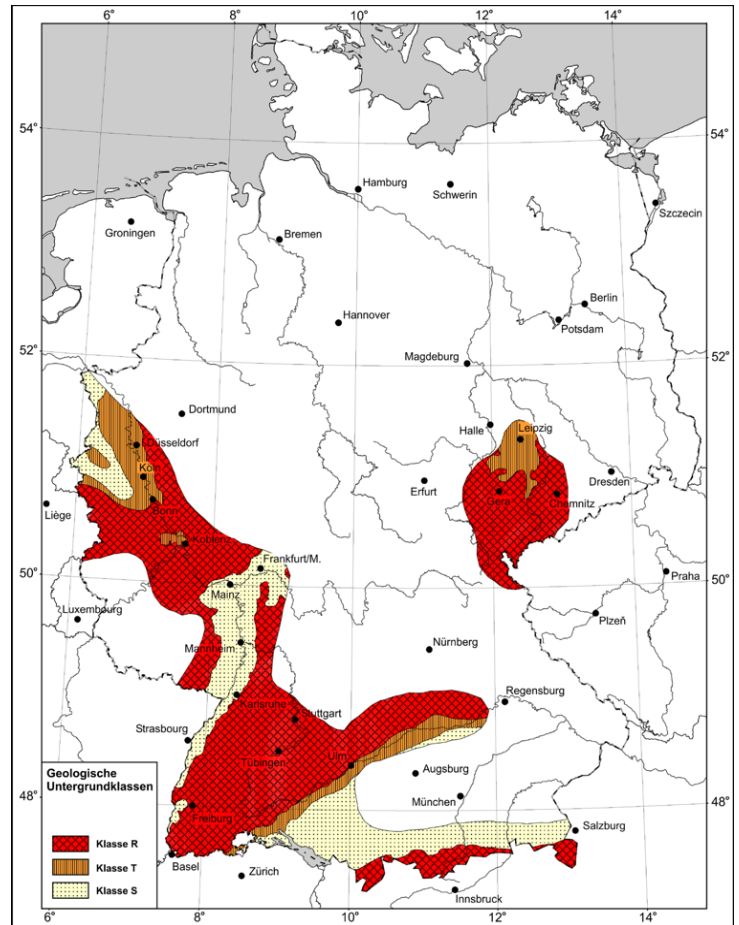 6°
8°
10°
12°
14°
54°
54°
Hamburg
Schwerin
Szczecin
Groningen
Bremen
Berlin
Hannover
Potsdam
52°
52°
Magdeburg
Dortmund
Halle
Leipzig
Düsseldorf
Köln
Dresden
Erfurt
Gera
Chemnitz
Liège
Bonn
Koblenz
Frankfurt/M.
50°
50°
Praha
Mainz
Luxembourg
Plzeň
Mannheim
Nürnberg
Karlsruhe
Regensburg
Stuttgart
Strasbourg
Tübingen
Ulm
Augsburg
München
Geologische
Untergrundklassen
48°
48°
Freiburg
Salzburg
Klasse R
Klasse T
Klasse S
Basel
Zürich
Innsbruck
6°
8°
10°
12°
14°